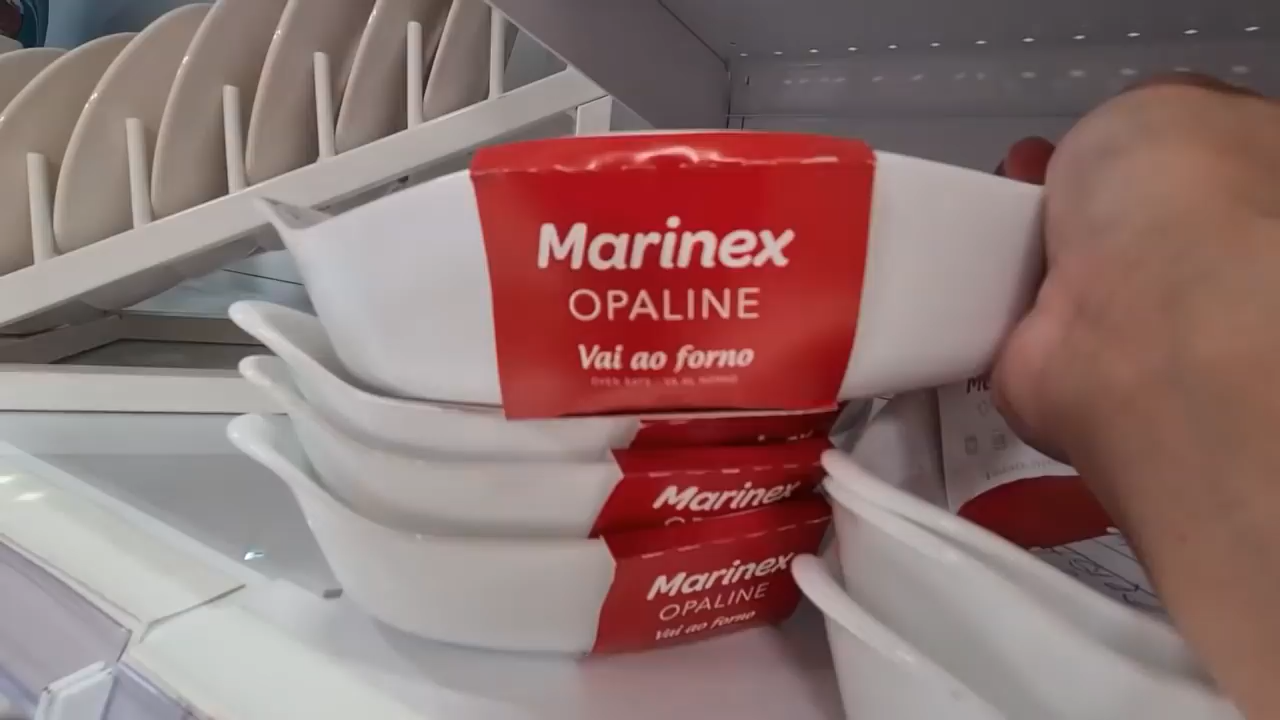 Marinex
OPALINE
Vai ao forno
Marinex
Marinex
OPALINE
Vai ao forno